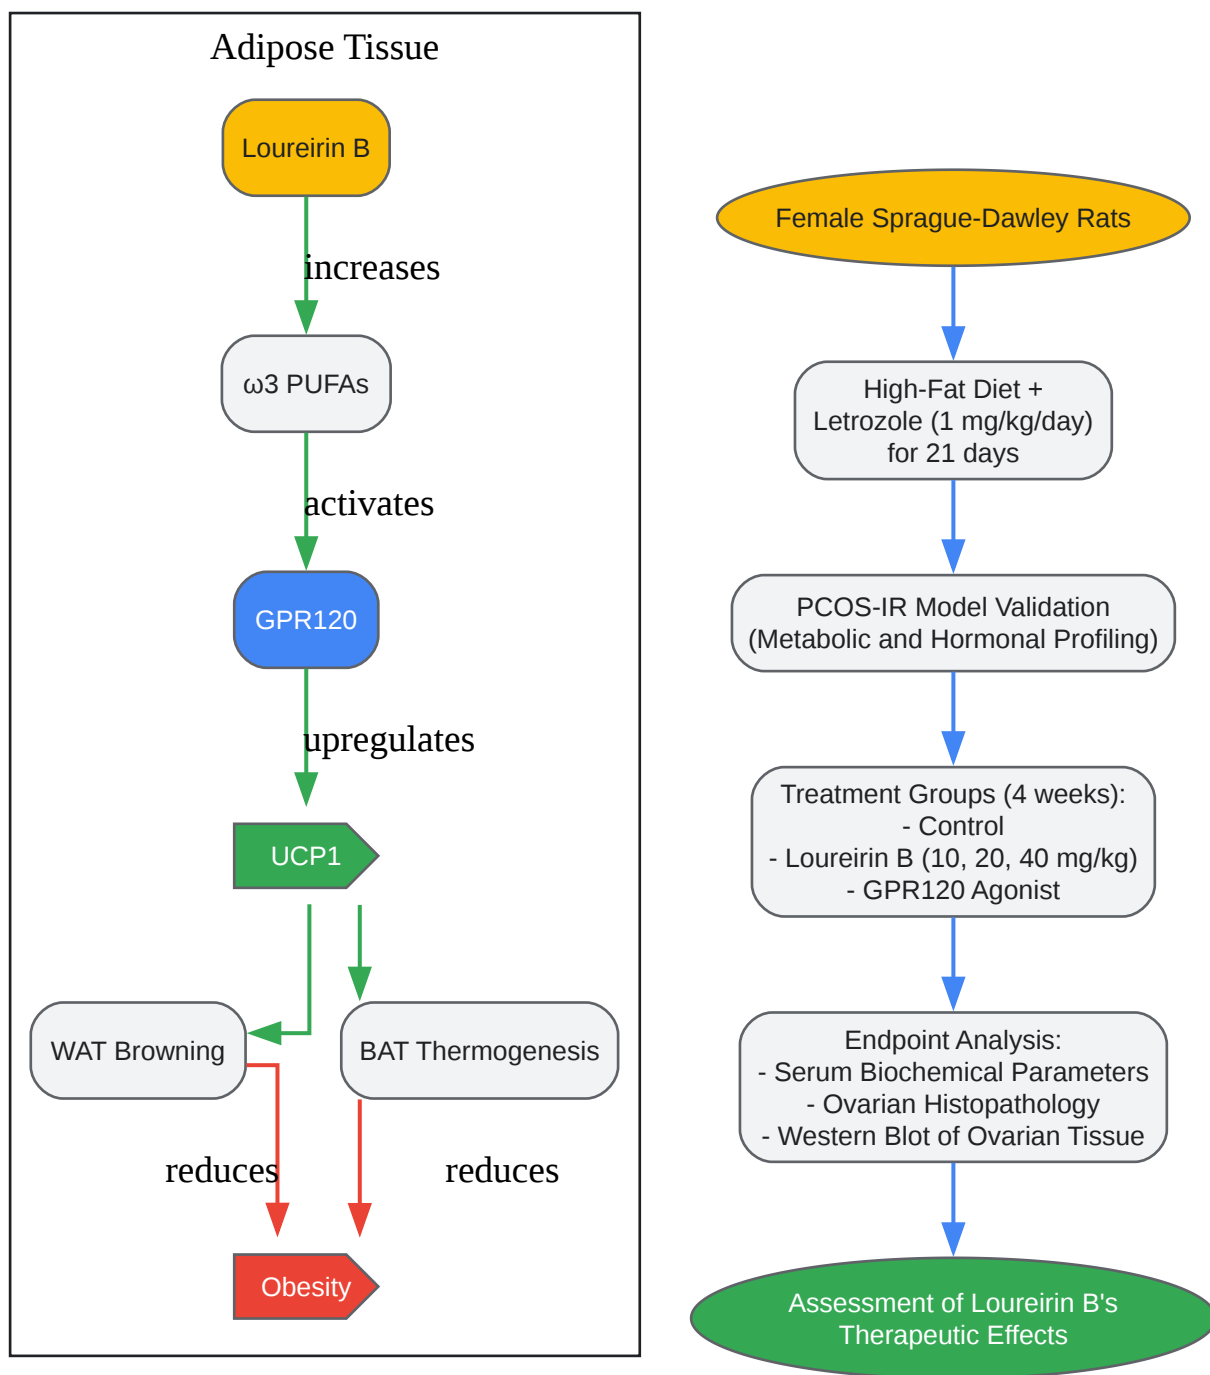 Adipose Tissue
Loureirin B
increases
ω3 PUFAs
activates
GPR120
upregulates
UCP1
WAT Browning
BAT Thermogenesis
reduces
reduces
Obesity
Female Sprague-Dawley Rats
High-Fat Diet +
Letrozole (1 mg/kg/day)
for 21 days
PCOS-IR Model Validation
(Metabolic and Hormonal Profiling)
Treatment Groups (4 weeks):
- Control
- Loureirin B (10, 20, 40 mg/kg)
- GPR120 Agonist
Endpoint Analysis:
- Serum Biochemical Parameters
- Ovarian Histopathology
- Western Blot of Ovarian Tissue
Assessment of Loureirin B's
Therapeutic Effects